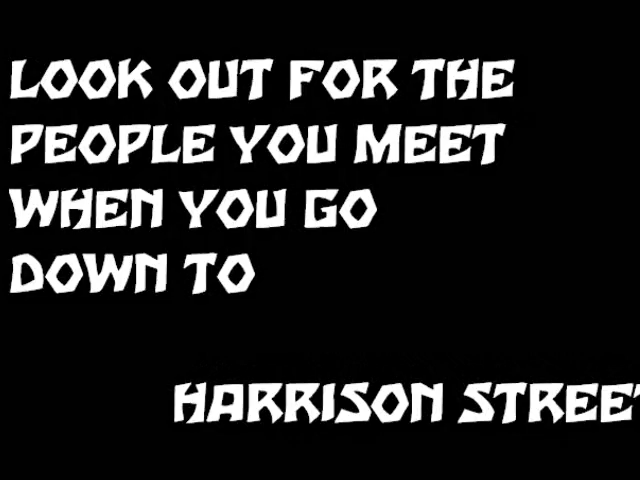 LOOK OUT FOR THE
PEOPLE YOU MEET
WHEN YOU GO
DOWN TO
HARRISON STREET